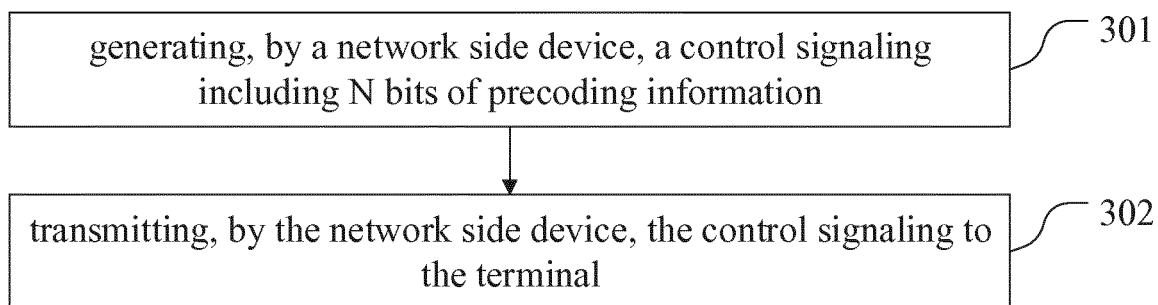 generating, by a network side device, a control signaling
including N bits of precoding information
301
transmitting, by the network side device, the control signaling to
the terminal
302